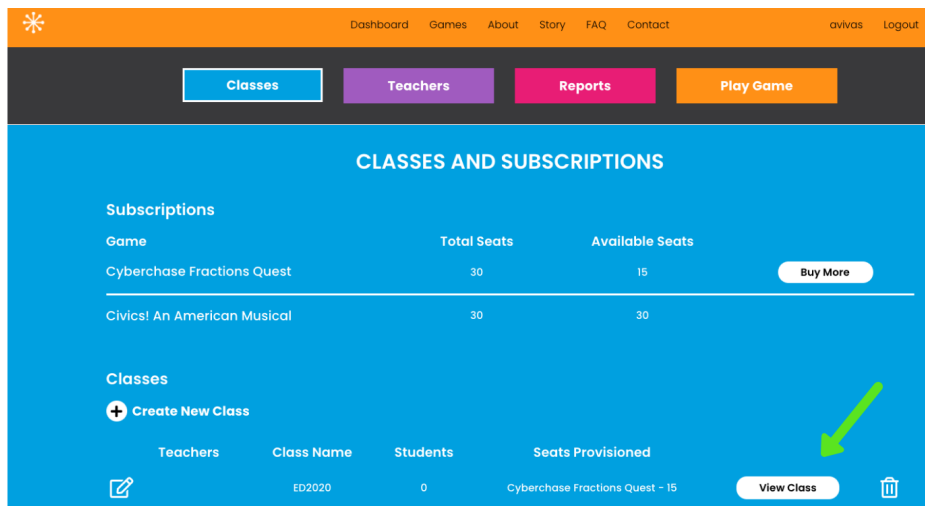 Dashboard Games About Story FAQ Contact avivas Logout
Classes Teachers Reports Play Game
CLASSES AND SUBSCRIPTIONS
Subscriptions
Game Total Seats Available Seats
Cyberchase Fractions Quest 30 15 Buy More
Civics! An American Musical 30 30
Classes
Create New Class
Teachers Class Name Students Seats Provisioned
ED2020 0 Cyberchase Fractions Quest - 15 View Class